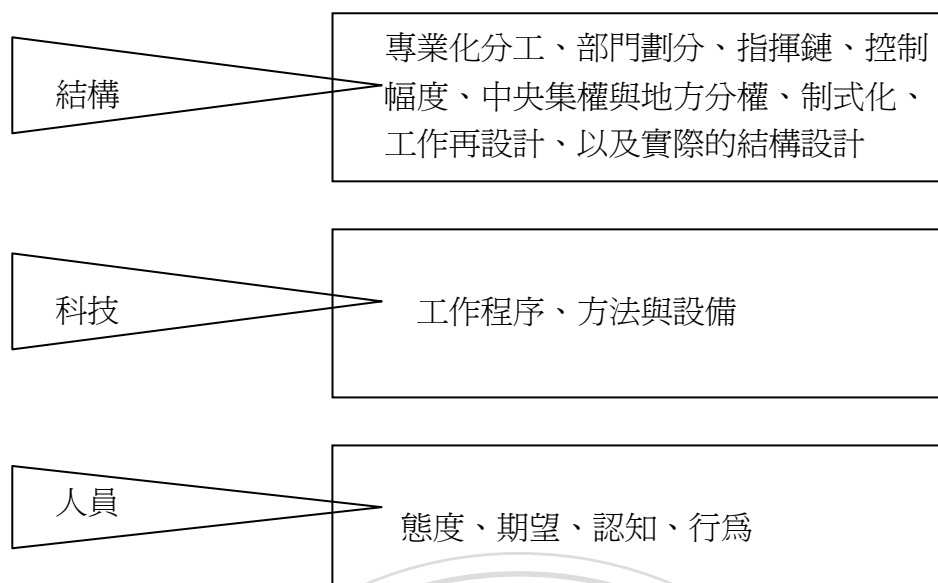 結構
專業化分工、部門劃分、指揮鏈、控制
幅度、中央集權與地方分權、制式化、
工作再設計、以及實際的結構設計
科技
工作程序、方法與設備
人員
態度、期望、認知、行爲